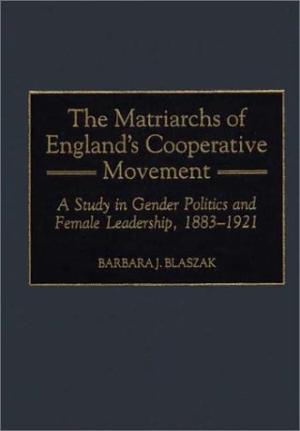 The Matriarchs of
England's Cooperative
Movement
A Study in Gender Politics and
Female Leadership, 1883–1921
BARBARA J. BLASZAK